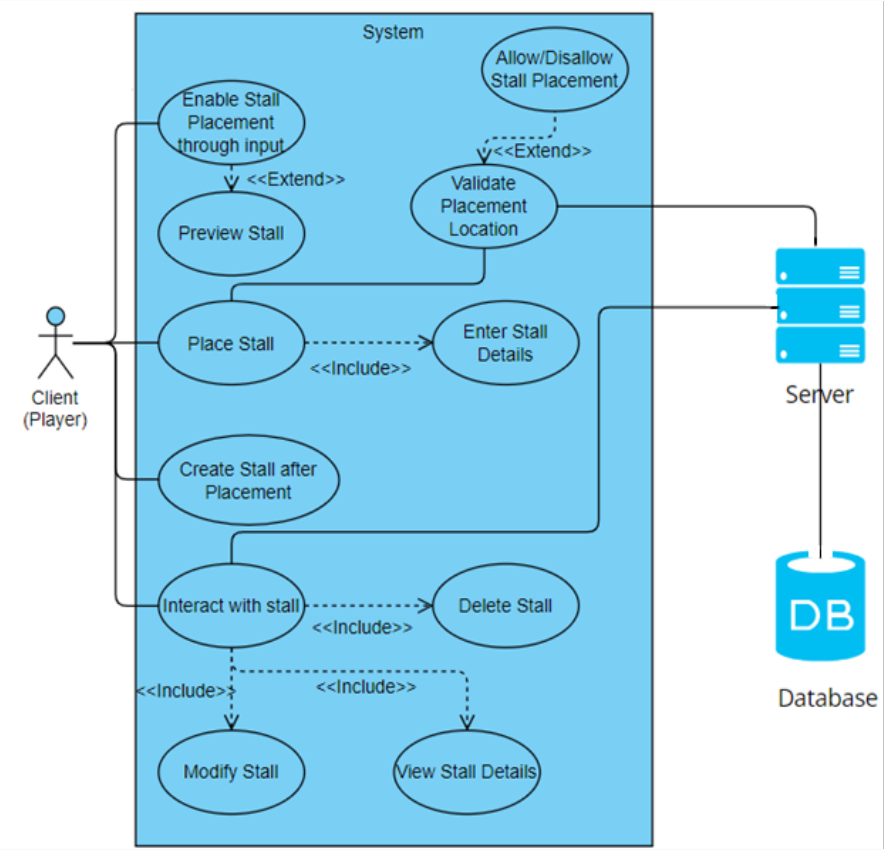 System
Allow/Disallow
Stall Placement
Enable Stall
Placement
through input
<<Extend>>
<<Extend>>
Validate
Placement
Location
Preview Stall
Place Stall
<<Include>>
Enter Stall
Details
Client
(Player)
Server
Create Stall after
Placement
Interact with stall
<<Include>>
Delete Stall
DB
Database
<<Include>>
<<Include>>
Modify Stall
View Stall Details